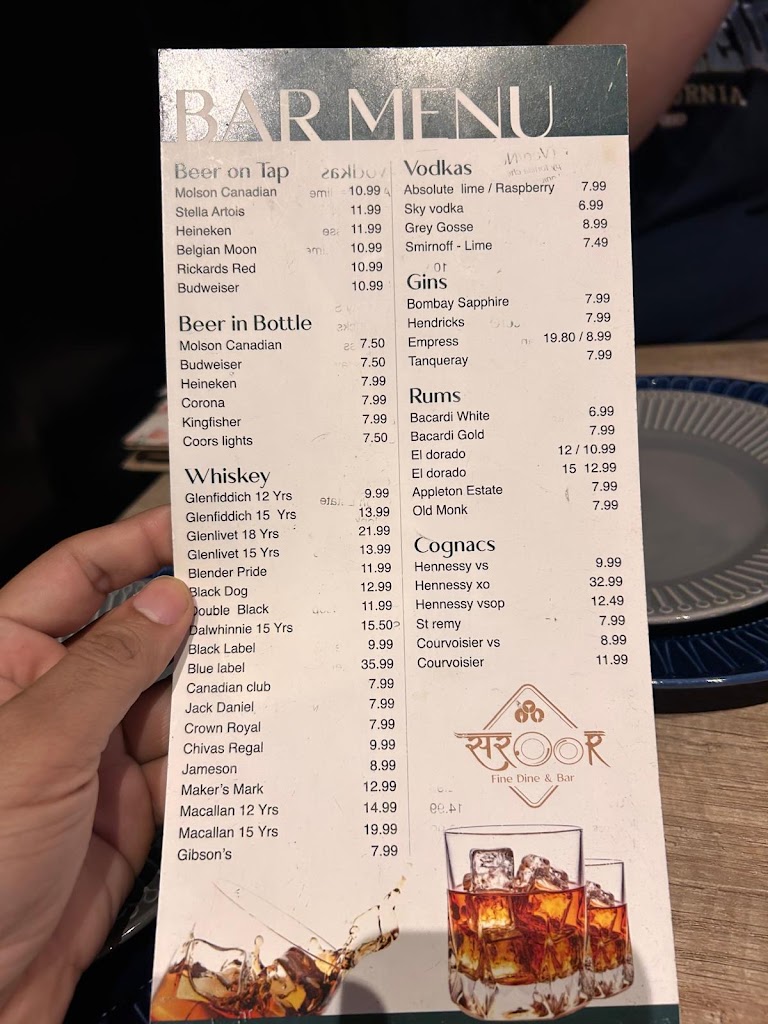 BAR MENU
Beer on Tap
Molson Canadian 10.99
Stella Artois 11.99
Heineken 11.99
Belgian Moon 10.99
Rickards Red 10.99
Budweiser 10.99
Beer in Bottle
Molson Canadian 7.50
Budweiser 7.50
Heineken 7.99
Corona 7.99
Kingfisher 7.99
Coors lights 7.50
Whiskey
Glenfiddich 12 Yrs 9.99
Glenfiddich 15 Yrs 13.99
Glenlivet 18 Yrs 21.99
Glenlivet 15 Yrs 13.99
Blender Pride 11.99
Black Dog 12.99
Double Black 11.99
Dalwhinnie 15 Yrs 15.50
Black Label 9.99
Blue label 35.99
Canadian club 7.99
Jack Daniel 7.99
Crown Royal 7.99
Chivas Regal 9.99
Jameson 8.99
Maker's Mark 12.99
Macallan 12 Yrs 14.99
Macallan 15 Yrs 19.99
Gibson's 7.99
Vodkas
Absolute lime / Raspberry 7.99
Sky vodka 6.99
Grey Gosse 8.99
Smirnoff - Lime 7.49
Gins
Bombay Sapphire 7.99
Hendricks 7.99
Empress 19.80 / 8.99
Tanqueray 7.99
Rums
Bacardi White 6.99
Bacardi Gold 7.99
El dorado 12 / 10.99
El dorado 15 12.99
Appleton Estate 7.99
Old Monk 7.99
Cognacs
Hennessy vs 9.99
Hennessy xo 32.99
Hennessy vsop 12.49
St remy 7.99
Courvoisier vs 8.99
Courvoisier 11.99
सरOOर
Fine Dine & Bar